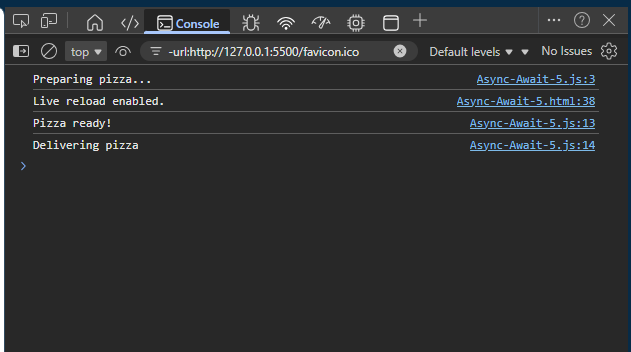 Console
top -url:http://127.0.0.1:5500/favicon.ico Default levels No Issues
Preparing pizza... Async-Await-5.js:3
Live reload enabled. Async-Await-5.html:38
Pizza ready! Async-Await-5.js:13
Delivering pizza Async-Await-5.js:14